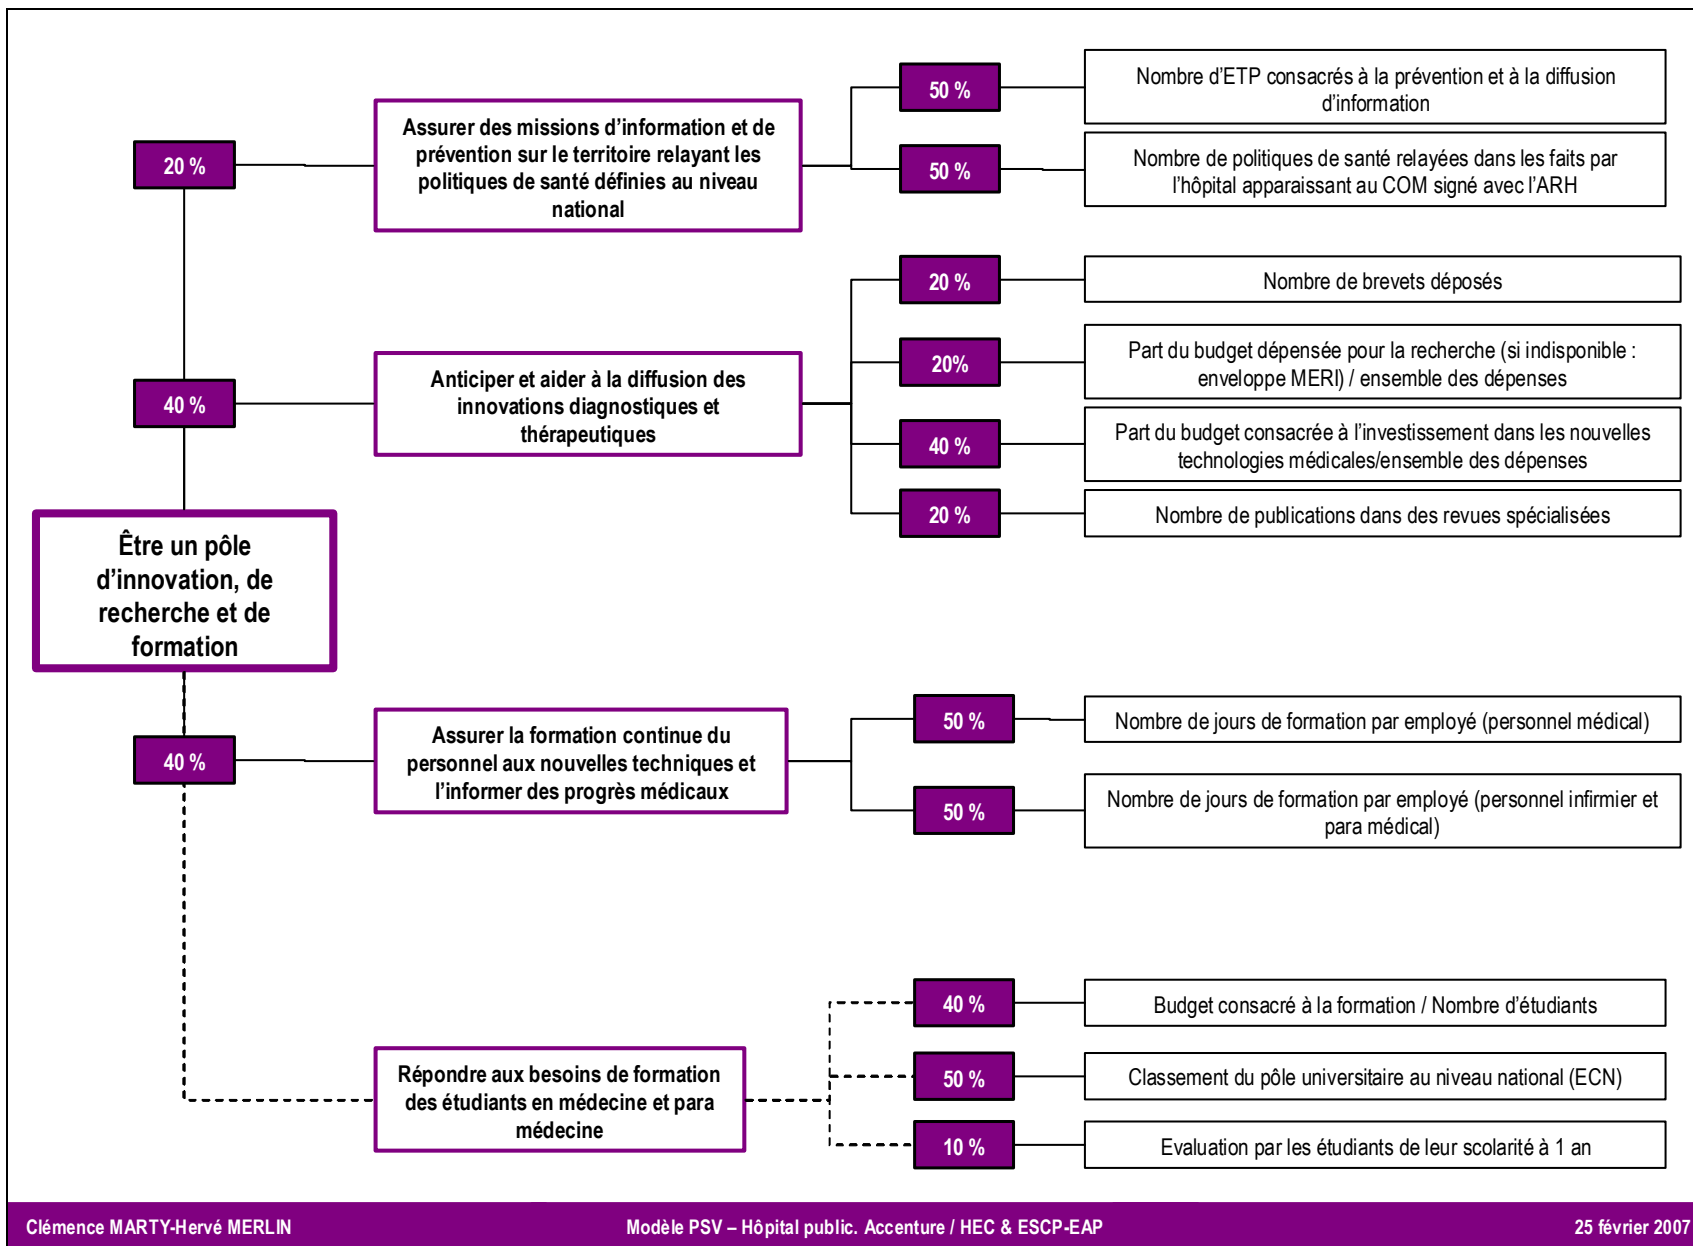 20 %
Assurer des missions d'information et de
prévention sur le territoire relayant les
politiques de santé définies au niveau
national
50 %
Nombre d'ETP consacrés à la prévention et à la diffusion
d'information
50 %
Nombre de politiques de santé relayées dans les faits par
l'hôpital apparaissant au COM signé avec l'ARH
40 %
Anticiper et aider à la diffusion des
innovations diagnostiques et
thérapeutiques
20 %
Nombre de brevets déposés
20%
Part du budget dépensée pour la recherche (si indisponible :
enveloppe MERI) / ensemble des dépenses
40 %
Part du budget consacrée à l'investissement dans les nouvelles
technologies médicales/ensemble des dépenses
20 %
Nombre de publications dans des revues spécialisées
Être un pôle
d'innovation, de
recherche et de
formation
40 %
Assurer la formation continue du
personnel aux nouvelles techniques et
l'informer des progrès médicaux
50 %
Nombre de jours de formation par employé (personnel médical)
50 %
Nombre de jours de formation par employé (personnel infirmier et
para médical)
Répondre aux besoins de formation
des étudiants en médecine et para
médecine
40 %
Budget consacré à la formation / Nombre d'étudiants
50 %
Classement du pôle universitaire au niveau national (ECN)
10 %
Evaluation par les étudiants de leur scolarité à 1 an
Clémence MARTY-Hervé MERLIN
Modèle PSV – Hôpital public. Accenture / HEC & ESCP-EAP
25 février 2007